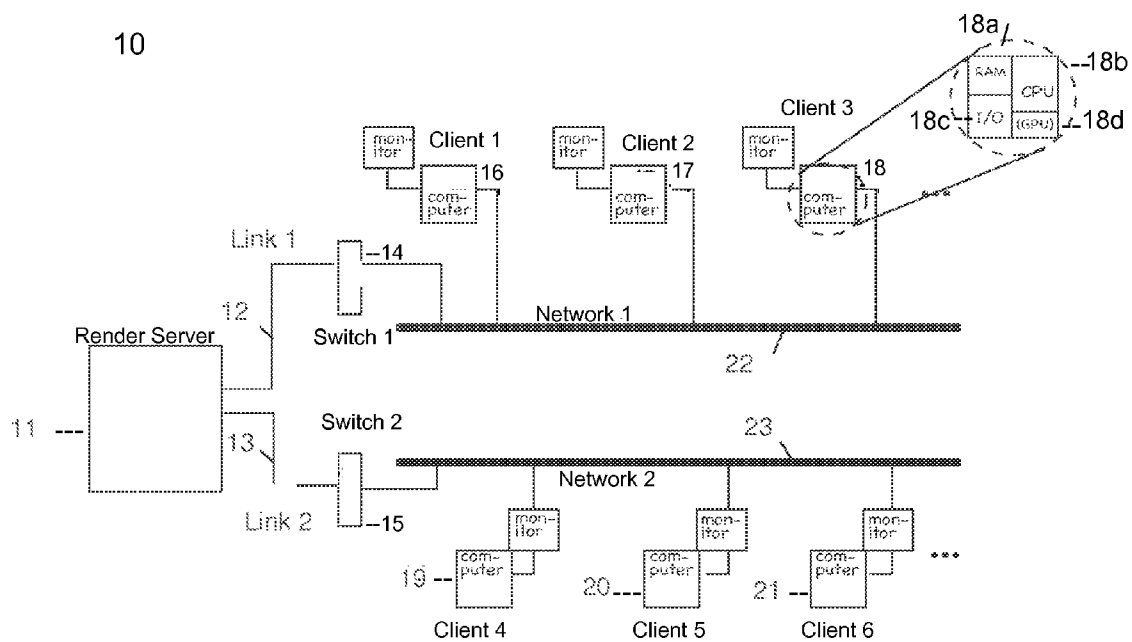 10
18a
RAM
CPU
18b
18c
I/O
(GPU)
18d
Client 1
Client 2
Client 3
mon-
itor
mon-
itor
mon-
itor
16
17
18
com-
puter
com-
puter
com-
puter
•••
Link 1
14
12
Network 1
Render Server
Switch 1
22
Switch 2
11
13
23
Network 2
Link 2
15
mon-
itor
mon-
itor
mon-
itor
•••
19
com-
puter
20
com-
puter
21
com-
puter
Client 4
Client 5
Client 6